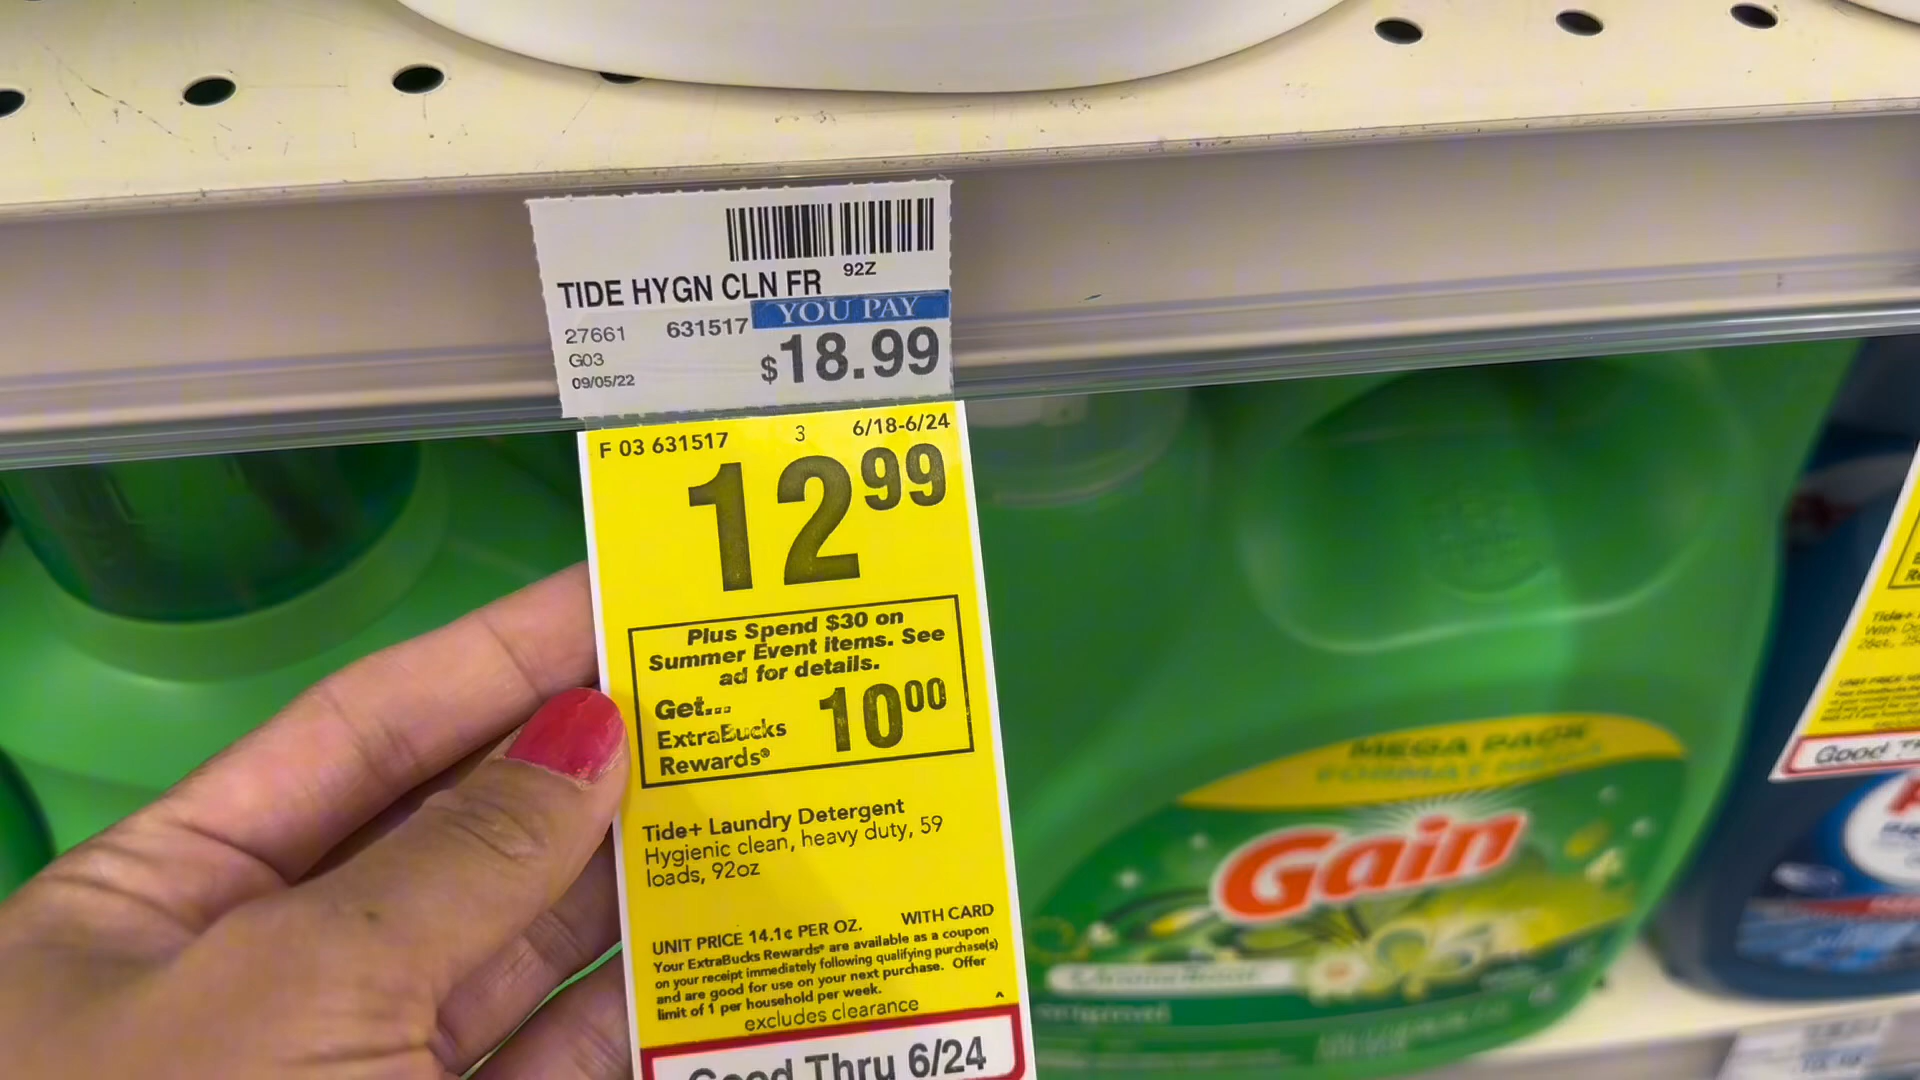 TIDE HYGN CLN FR 92Z
27661 631517 YOU PAY
G03 $18.99
09/05/22
F 03 631517 3 6/18-6/24
12 99
Plus Spend $30 on
Summer Event items. See
ad for details.
Get...
ExtraBucks
Rewards® 10 00
Tide+ Laundry Detergent
Hygienic clean, heavy duty, 59
loads, 92oz
UNIT PRICE 14.1¢ PER OZ. WITH CARD
Your ExtraBucks Rewards® are available as a coupon
on your receipt immediately following qualifying purchase(s)
and are good for use on your next purchase. Offer
limit of 1 per household per week.
excludes clearance ^
Good Thru 6/24
MEGA PACK
Gain
Tide+
Good